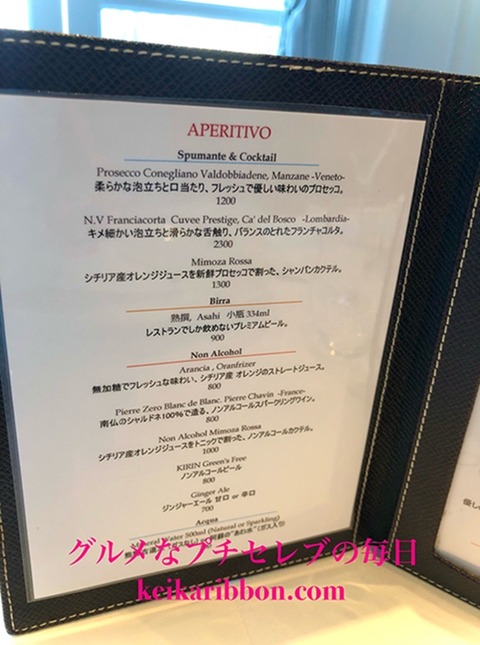 APERITIVO
Spumante & Cocktail
Prosecco Conegliano Valdobbiadene, Manzane -Veneto-
柔らかな泡立ちと口当たり、フレッシュで優しい味わいのプロセッコ。
1200
N.V Franciacorta Cuvee Prestige, Ca' del Bosco -Lombardia-
キメ細かい泡立ちと滑らかな舌触り、バランスのとれたフランチャコルタ。
2300
Mimoza Rossa
シチリア産オレンジジュースを新鮮プロセッコで割った、シャンパンカクテル。
1300
Birra
熟撰, Asahi 小瓶 334ml
レストランでしか飲めないプレミアムビール。
900
Non Alcohol
Arancia , Oranfrizer
無加糖でフレッシュな味わい、シチリア産 オレンジのストレートジュース。
800
Pierre Zero Blanc de Blanc. Pierre Chavin -France-
南仏のシャルドネ100%で造る、ノンアルコールスパークリングワイン。
800
Non Alcohol Mimoza Rossa
シチリア産オレンジジュースをトニックで割った、ノンアルコールカクテル。
1000
KIRIN Green's Free
ノンアルコールビール
800
Ginger Ale
ジンジャーエール 甘口 or 辛口
700
Acqua
Mineral Water 500ml (Natural or Sparkling)
(ガス入り)
グルメなプチセレブの毎日
keikaribbon.com
優し